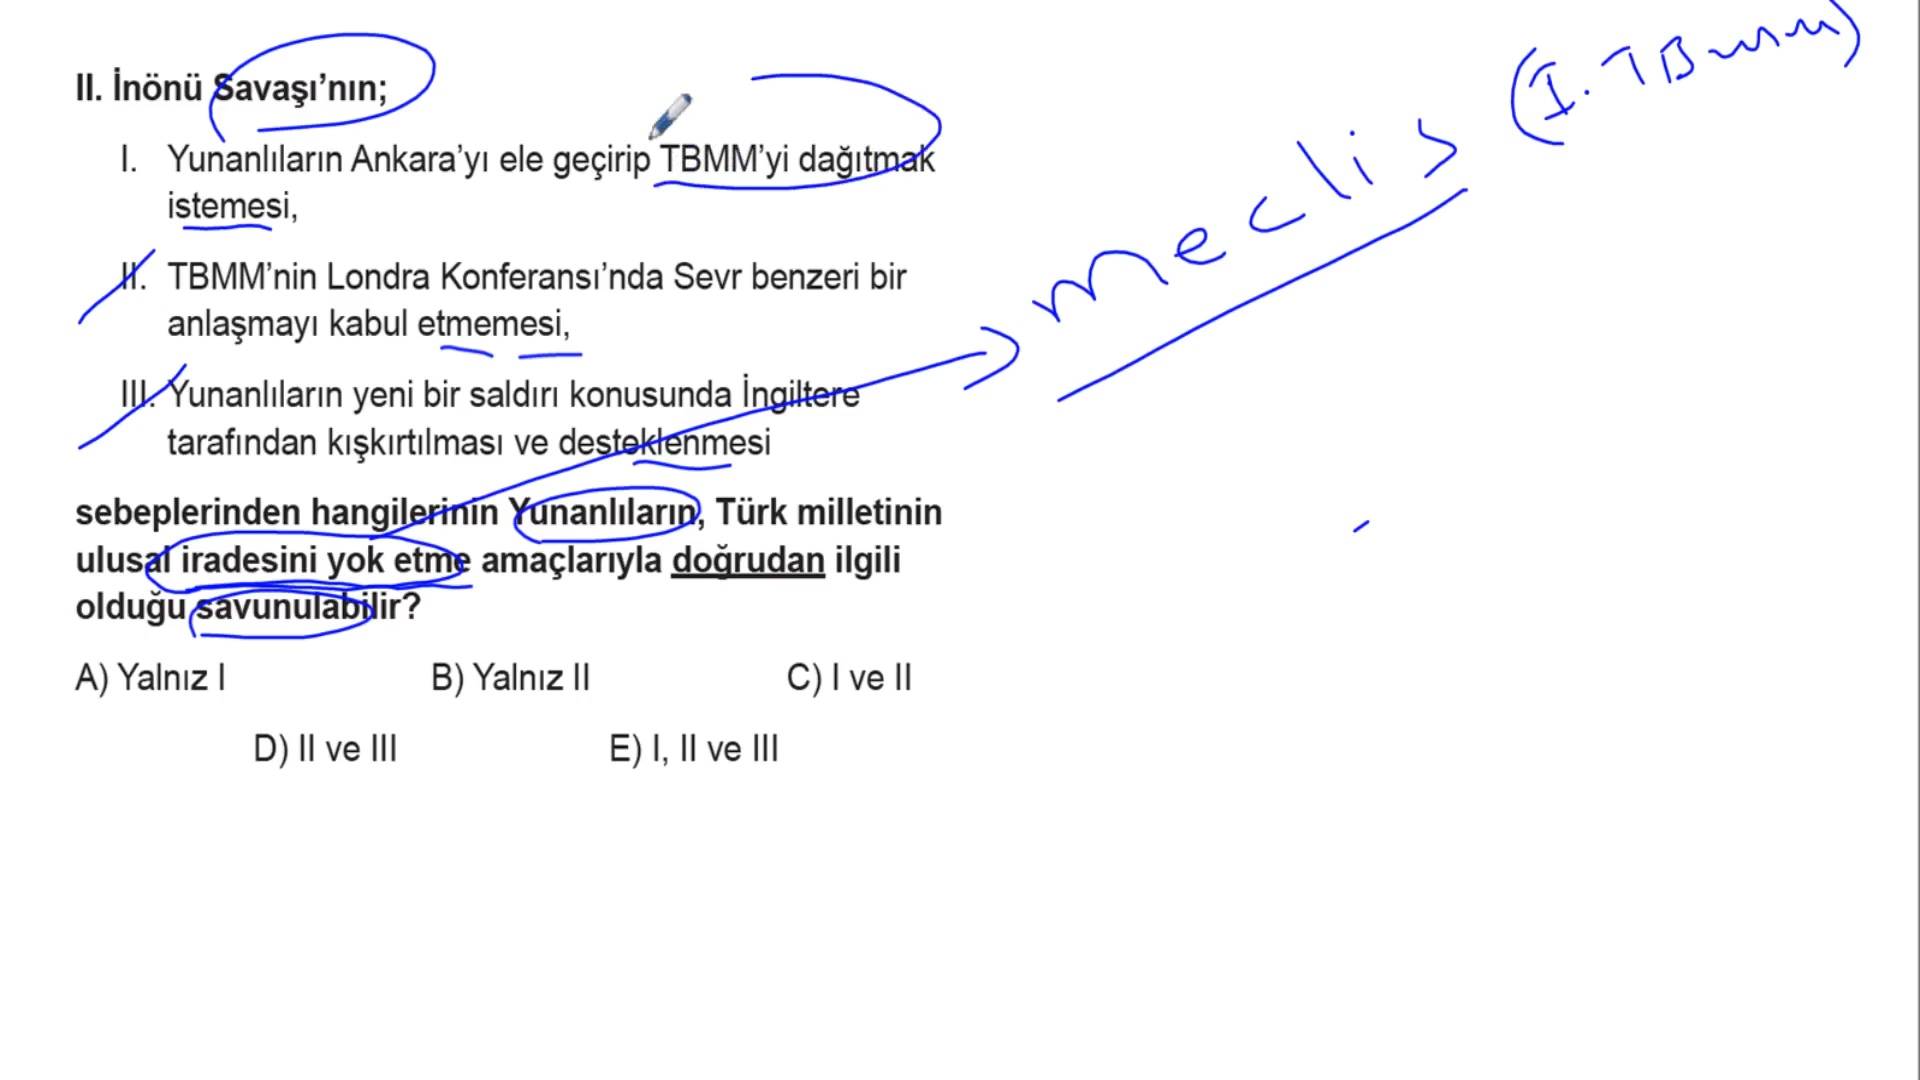 II. İnönü Savaşı’nın;
I. Yunanlıların Ankara’yı ele geçirip TBMM’yi dağıtmak
istemesi,
II. TBMM’nin Londra Konferansı’nda Sevr benzeri bir
anlaşmayı kabul etmemesi,
III. Yunanlıların yeni bir saldırı konusunda İngiltere
tarafından kışkırtılması ve desteklenmesi
sebeplerinden hangilerinin Yunanlıların, Türk milletinin
ulusal iradesini yok etme amaçlarıyla doğrudan ilgili
olduğu savunulabilir?
A) Yalnız I B) Yalnız II C) I ve II
D) II ve III E) I, II ve III
Meclis (I. TBMM)